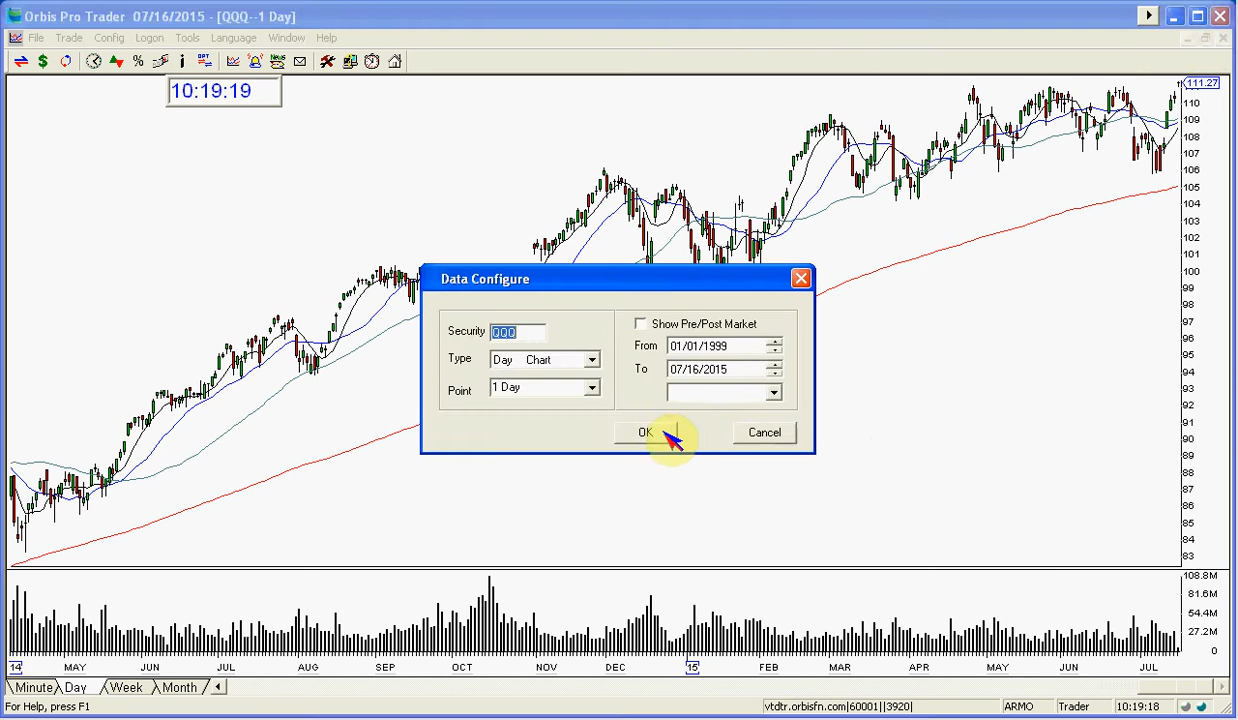 Orbis Pro Trader 07/16/2015 - [QQQ--1 Day]
File Trade Config Logon Tools Language Window Help
10:19:19
111.27
110
109
108
107
106
105
104
103
102
101
100
99
98
97
96
95
94
93
92
91
90
89
88
87
86
85
84
83
Data Configure
Security QQQ
Type Day Chart
Point 1 Day
Show Pre/Post Market
From 01/01/1999
To 07/16/2015
OK Cancel
108.8M
81.6M
54.4M
27.2M
0
14 MAY JUN JUL AUG SEP OCT NOV DEC 15 FEB MAR APR MAY JUN JUL
Minute Day Week Month
For Help, press F1 vtdtr.orbisfn.com|60001||3920| ARMO Trader 10:19:18